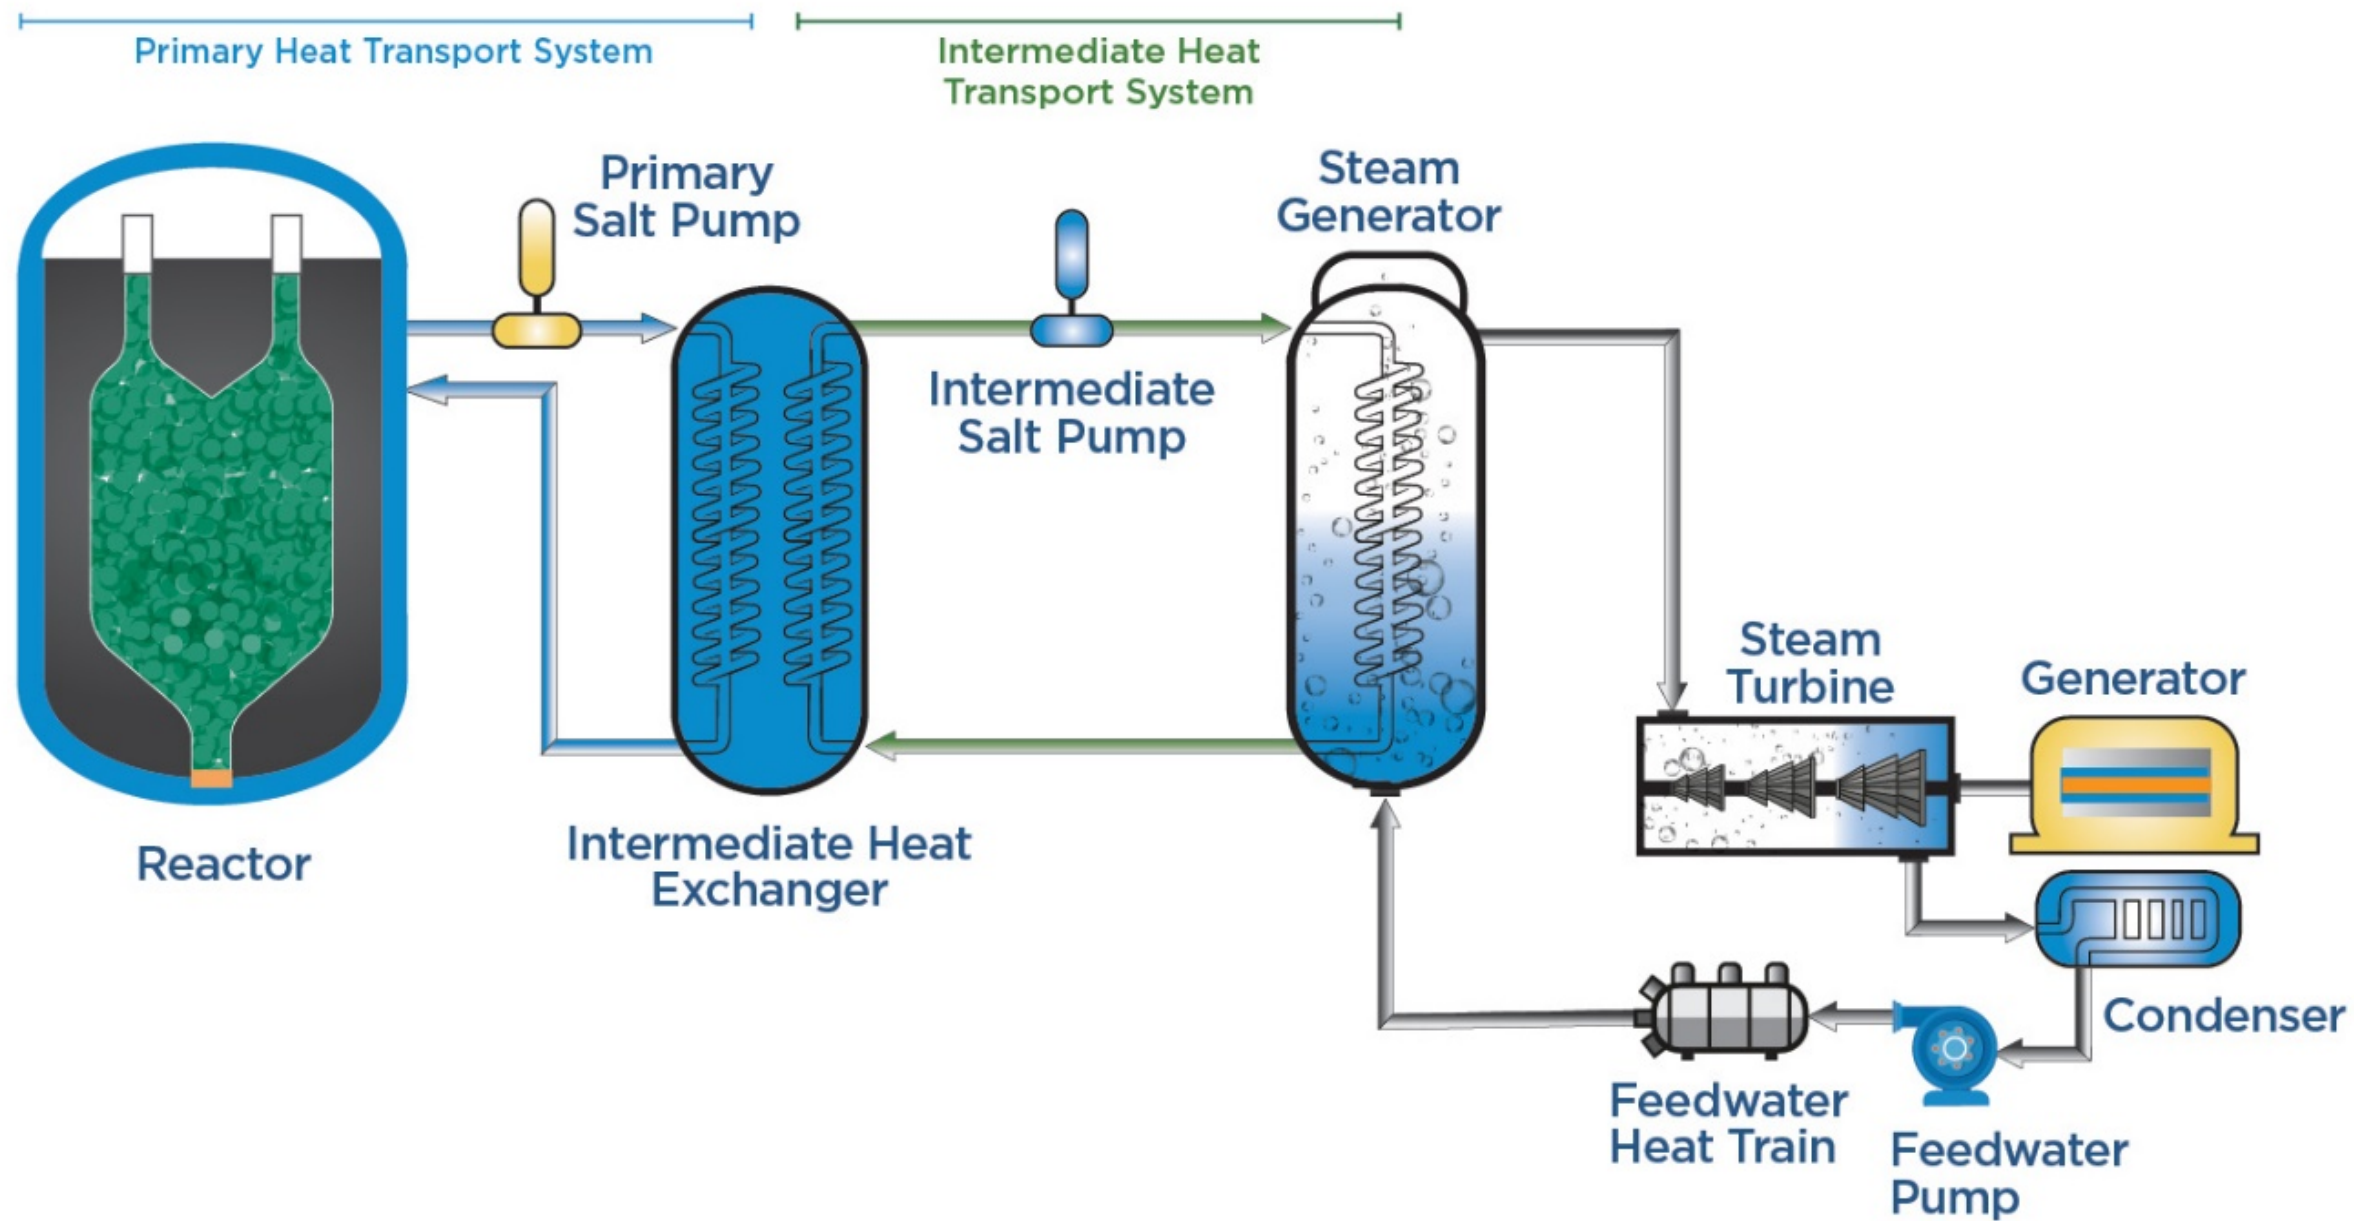 Primary Heat Transport System
Intermediate Heat
Transport System
Primary
Salt Pump
Steam
Generator
Intermediate
Salt Pump
Steam
Turbine
Generator
Reactor
Intermediate Heat
Exchanger
Condenser
Feedwater
Heat Train
Feedwater
Pump